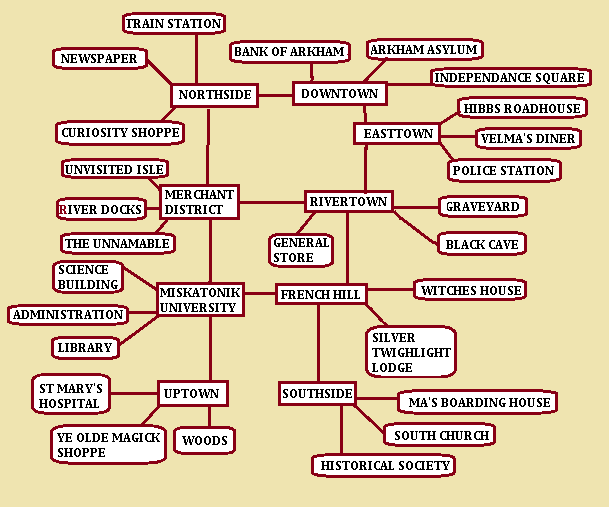 TRAIN STATION
BANK OF ARKHAM
ARKHAM ASYLUM
NEWSPAPER
INDEPENDANCE SQUARE
NORTHSIDE
DOWNTOWN
HIBBS ROADHOUSE
CURIOSITY SHOPPE
EASTTOWN
VELMA'S DINER
POLICE STATION
UNVISITED ISLE
MERCHANT
DISTRICT
RIVERTOWN
RIVER DOCKS
GRAVEYARD
THE UNNAMABLE
GENERAL
STORE
BLACK CAVE
SCIENCE
BUILDING
MISKATONIK
UNIVERSITY
FRENCH HILL
WITCHES HOUSE
ADMINISTRATION
LIBRARY
SILVER
TWIGHLIGHT
LODGE
ST MARY'S
HOSPITAL
UPTOWN
SOUTHSIDE
MA'S BOARDING HOUSE
YE OLDE MAGICK
SHOPPE
WOODS
SOUTH CHURCH
HISTORICAL SOCIETY